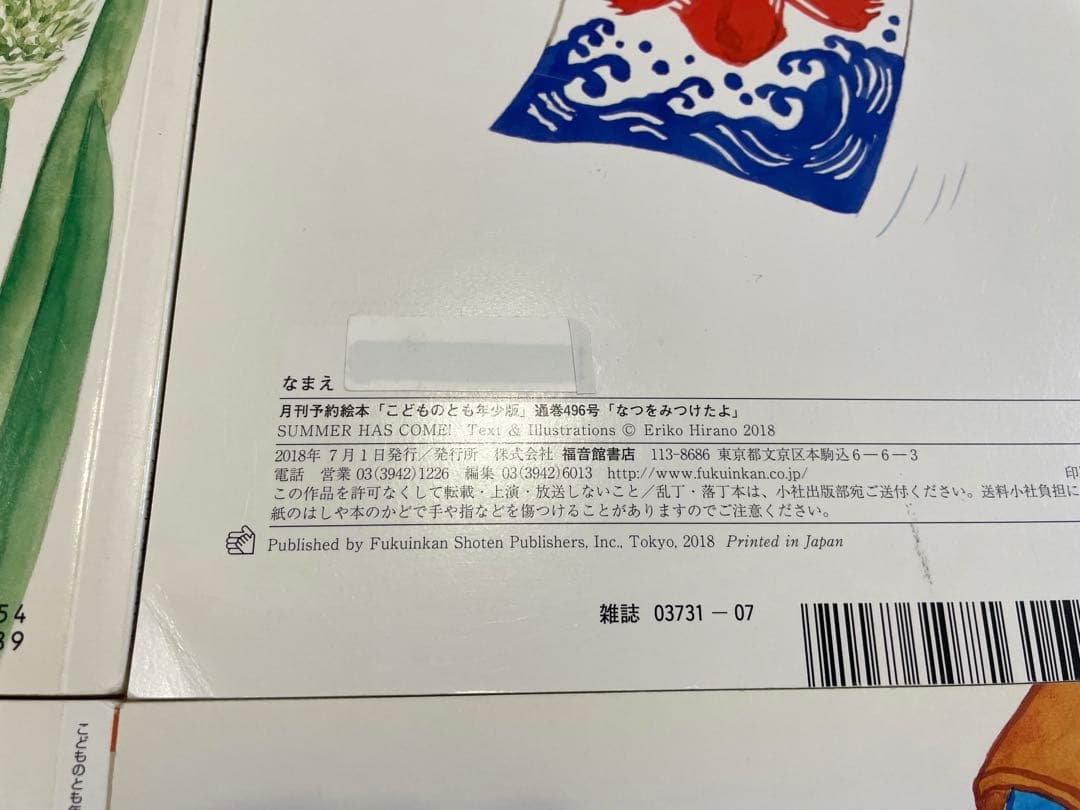 なまえ
月刊予約絵本「こどものとも年少版」通巻496号「なつをみつけたよ」
SUMMER HAS COME! Text & Illustrations © Eriko Hirano 2018
2018年 7月1日発行／発行所 株式会社 福音館書店 113-8686 東京都文京区本駒込6-6-3
電話 営業 03(3942)1226 編集 03(3942)6013 http://www.fukuinkan.co.jp/ 印
この作品を許可なくして転載・上演・放送しないこと／乱丁・落丁本は、小社出版部宛ご送付ください。送料小社負担に
紙のはしや本のかどで手や指などを傷つけることがありますのでご注意ください。
Published by Fukuinkan Shoten Publishers, Inc., Tokyo, 2018 Printed in Japan
雑誌 03731-07
54
39
こどものとも年